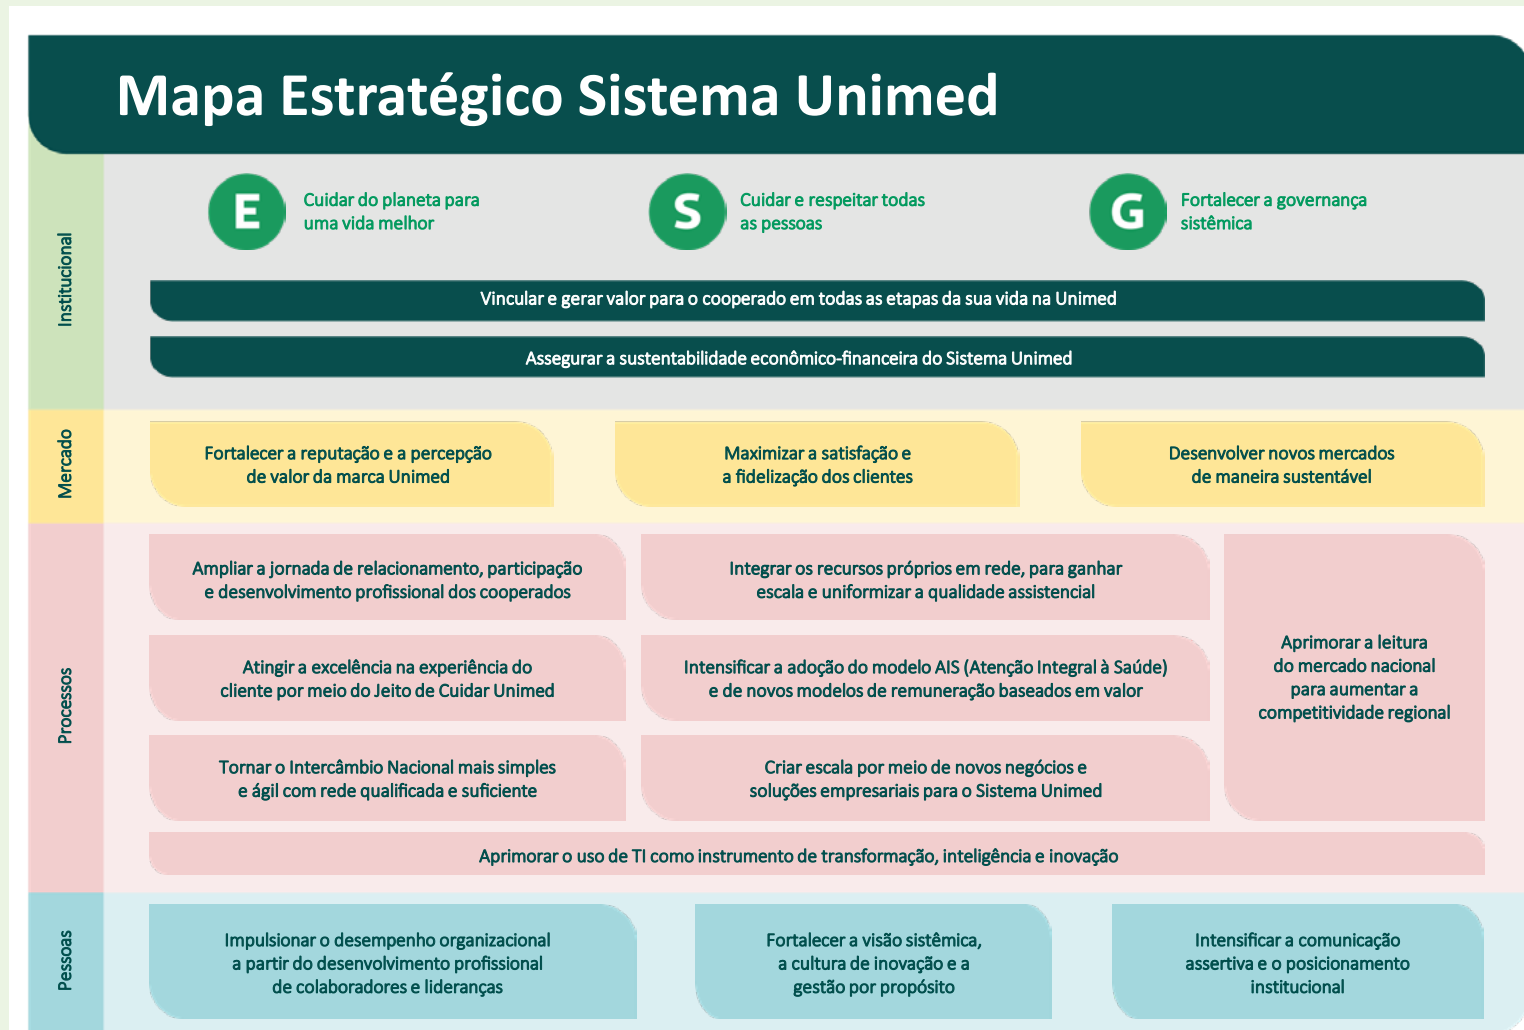 Mapa Estratégico Sistema Unimed
Institucional
E
Cuidar do planeta para
uma vida melhor
S
Cuidar e respeitar todas
as pessoas
G
Fortalecer a governança
sistêmica
Vincular e gerar valor para o cooperado em todas as etapas da sua vida na Unimed
Assegurar a sustentabilidade econômico-financeira do Sistema Unimed
Mercado
Fortalecer a reputação e a percepção
de valor da marca Unimed
Maximizar a satisfação e
a fidelização dos clientes
Desenvolver novos mercados
de maneira sustentável
Processos
Ampliar a jornada de relacionamento, participação
e desenvolvimento profissional dos cooperados
Integrar os recursos próprios em rede, para ganhar
escala e uniformizar a qualidade assistencial
Atingir a excelência na experiência do
cliente por meio do Jeito de Cuidar Unimed
Intensificar a adoção do modelo AIS (Atenção Integral à Saúde)
e de novos modelos de remuneração baseados em valor
Tornar o Intercâmbio Nacional mais simples
e ágil com rede qualificada e suficiente
Criar escala por meio de novos negócios e
soluções empresariais para o Sistema Unimed
Aprimorar a leitura
do mercado nacional
para aumentar a
competitividade regional
Aprimorar o uso de TI como instrumento de transformação, inteligência e inovação
Pessoas
Impulsionar o desempenho organizacional
a partir do desenvolvimento profissional
de colaboradores e lideranças
Fortalecer a visão sistêmica,
a cultura de inovação e a
gestão por propósito
Intensificar a comunicação
assertiva e o posicionamento
institucional